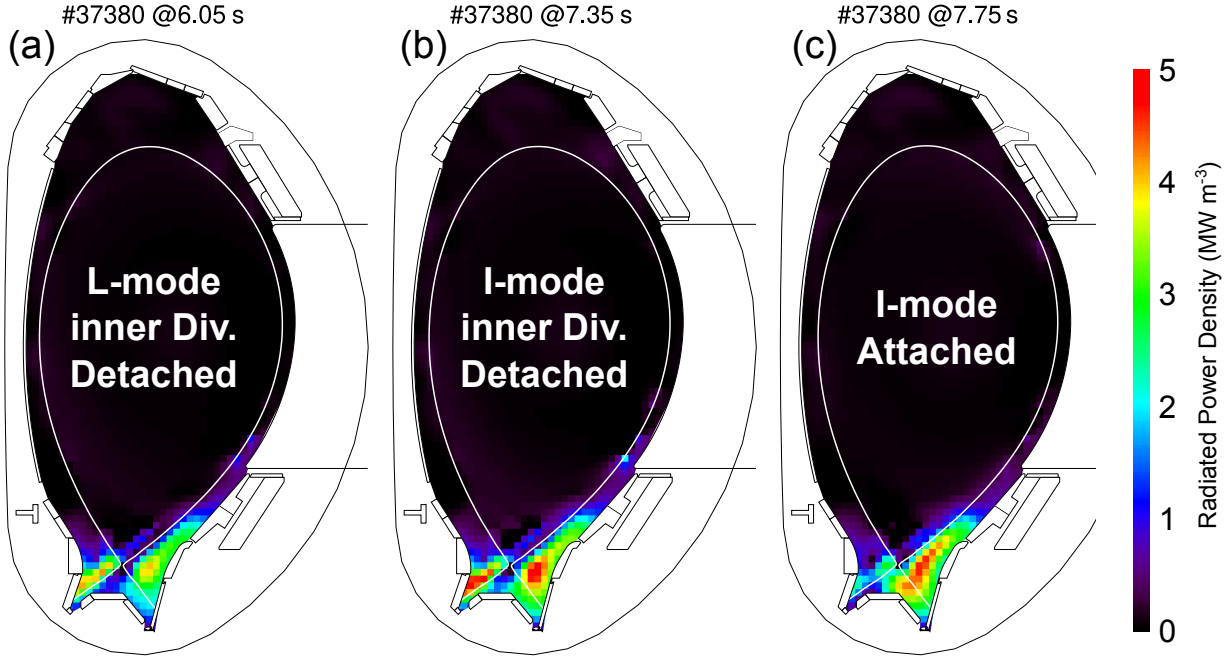 #37380 @6.05 s
#37380 @7.35 s
#37380 @7.75 s
(a)
(b)
(c)
L-mode
inner Div.
Detached
I-mode
inner Div.
Detached
I-mode
Attached
5
4
3
2
1
0
Radiated Power Density (MW m⁻³)